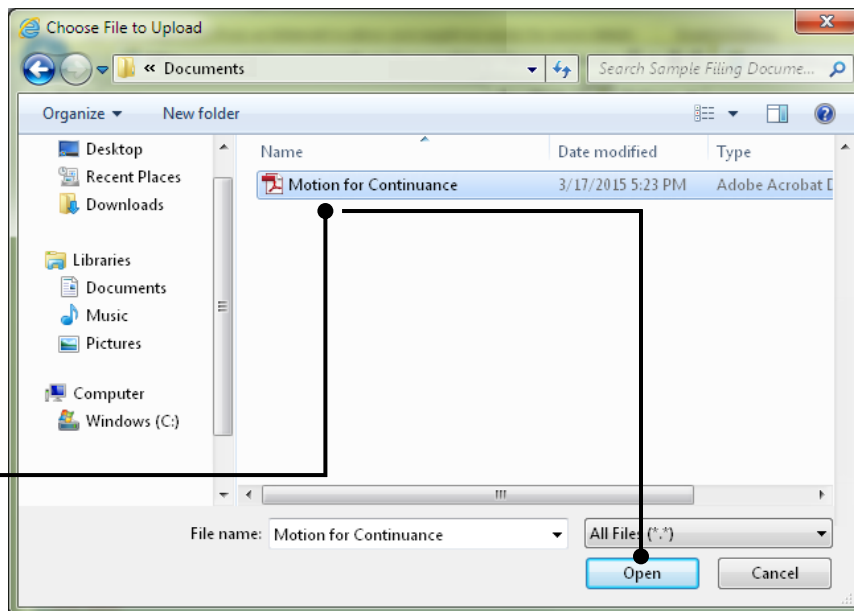 Choose File to Upload
« Documents
Search Sample Filing Docume...
Organize New folder
Desktop
Recent Places
Downloads
Libraries
Documents
Music
Pictures
Computer
Windows (C:)
Name Date modified Type
Motion for Continuance 3/17/2015 5:23 PM Adobe Acrobat D
File name: Motion for Continuance All Files (*.*)
Open Cancel